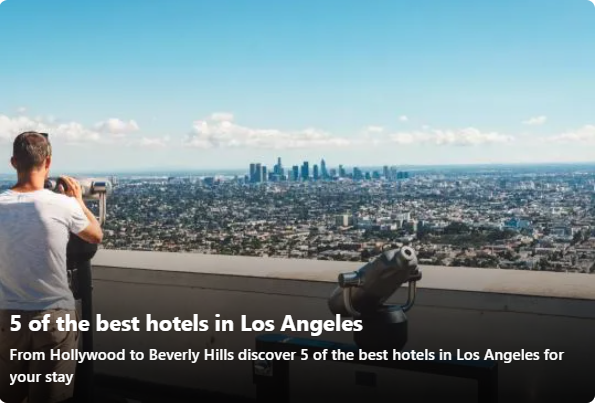 5 of the best hotels in Los Angeles
From Hollywood to Beverly Hills discover 5 of the best hotels in Los Angeles for
your stay